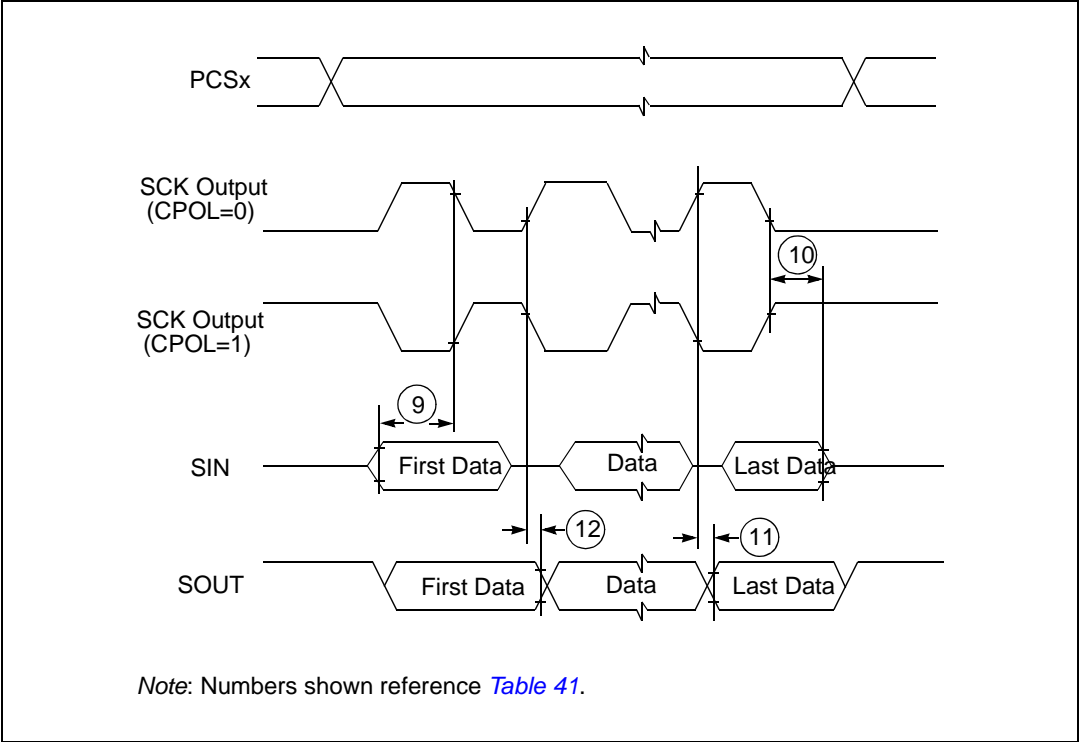 PCSx
SCK Output
(CPOL=0)
10
SCK Output
(CPOL=1)
9
SIN
First Data
Data
Last Data
12
11
SOUT
First Data
Data
Last Data
Note: Numbers shown reference Table 41.